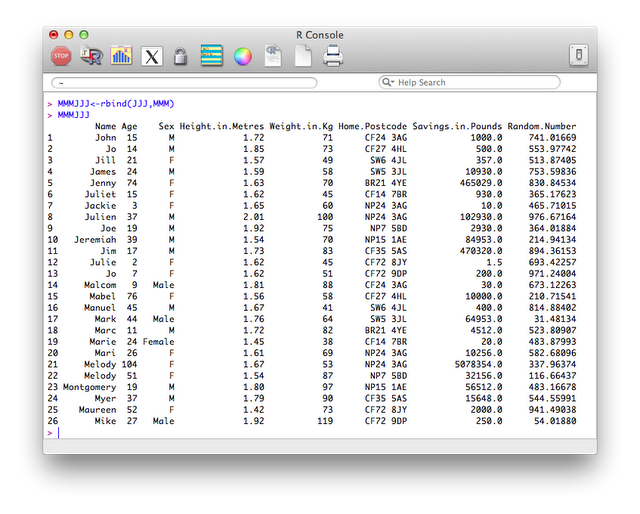 R Console
STOP R X R
~ Help Search
> MMMJJJ<-rbind(JJJ,MMM)
> MMMJJJ
Name Age Sex Height.in.Metres Weight.in.Kg Home.Postcode Savings.in.Pounds Random.Number
1 John 15 M 1.72 71 CF24 3AG 1000.0 741.01669
2 Jo 14 M 1.85 73 CF27 4HL 500.0 553.97742
3 Jill 21 F 1.57 49 SW6 4JL 357.0 513.87405
4 James 24 M 1.59 58 SW5 3JL 10930.0 753.59836
5 Jenny 74 F 1.63 70 BR21 4YE 465029.0 830.84534
6 Juliet 15 F 1.62 45 CF14 7BR 930.0 365.17623
7 Jackie 3 F 1.65 60 NP24 3AG 10.0 465.71015
8 Julien 37 M 2.01 100 NP24 3AG 102930.0 976.67164
9 Joe 19 M 1.92 75 NP7 5BD 2930.0 364.01884
10 Jeremiah 39 M 1.54 70 NP15 1AE 84953.0 214.94134
11 Jim 17 M 1.73 83 CF35 5AS 470320.0 894.36153
12 Julie 2 F 1.62 45 CF72 8JY 1.5 693.42257
13 Jo 7 F 1.62 51 CF72 9DP 200.0 971.24004
14 Malcom 9 Male 1.81 88 CF24 3AG 30.0 673.12263
15 Mabel 76 F 1.56 58 CF27 4HL 10000.0 210.71541
16 Manuel 45 M 1.67 41 SW6 4JL 400.0 814.88402
17 Mark 44 Male 1.76 64 SW5 3JL 64953.0 31.48134
18 Marc 11 M 1.72 82 BR21 4YE 4512.0 523.80907
19 Marie 24 Female 1.45 38 CF14 7BR 20.0 483.87993
20 Mari 26 F 1.61 69 NP24 3AG 10256.0 582.68096
21 Melody 104 F 1.67 53 NP24 3AG 5078354.0 337.96374
22 Melody 51 F 1.54 87 NP7 5BD 32156.0 116.66437
23 Montgomery 19 M 1.80 97 NP15 1AE 56512.0 483.16678
24 Myer 37 M 1.79 90 CF35 5AS 15648.0 544.55991
25 Maureen 52 F 1.42 73 CF72 8JY 2000.0 941.49038
26 Mike 27 Male 1.92 119 CF72 9DP 250.0 54.01880
>